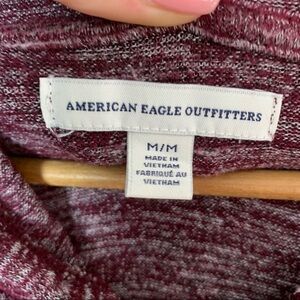 AMERICAN EAGLE OUTFITTERS
M/M
MADE IN
VIETNAM
FABRIQUÉ AU
VIETNAM